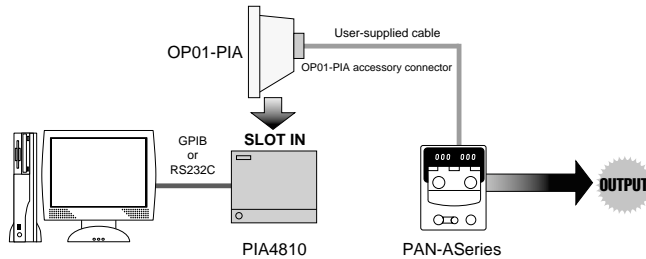 User-supplied cable
OP01-PIA
OP01-PIA accessory connector
SLOT IN
GPIB
or
RS232C
000 000
OUTPUT
PIA4810
PAN-ASeries